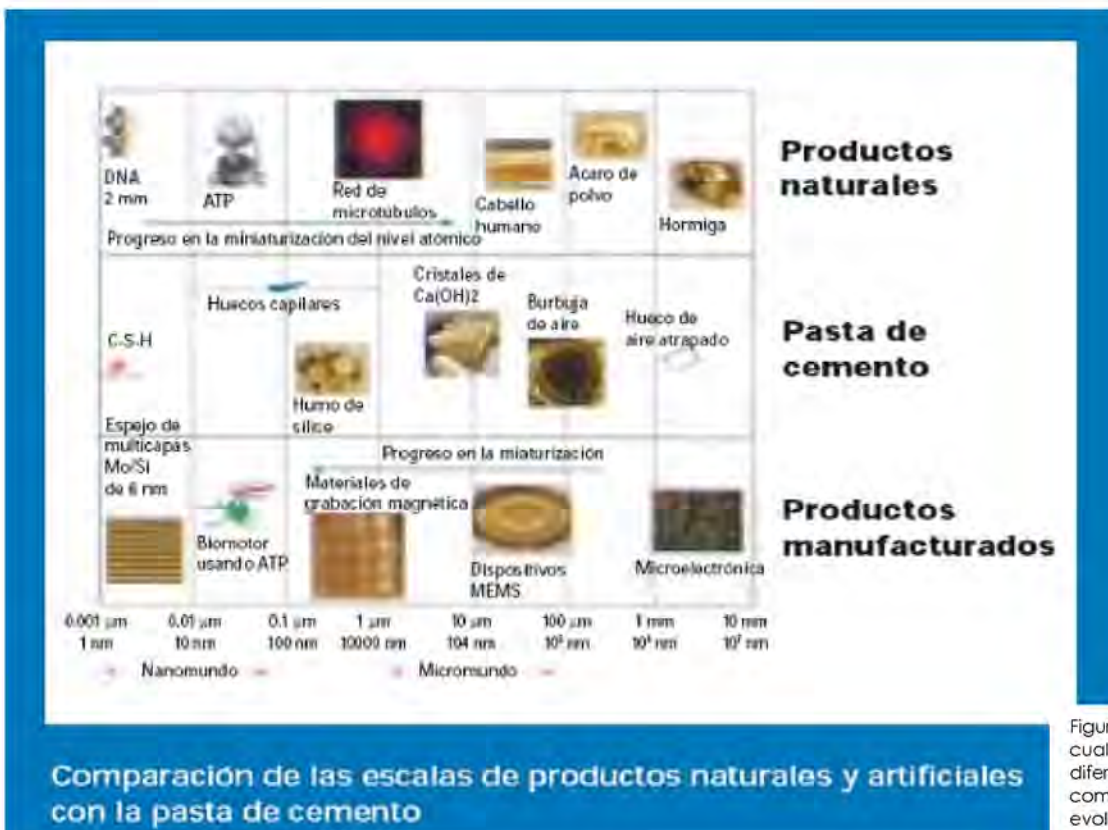 DNA
2 mm
ATP
Red de
microtúbulos
Cabello
humano
Acaro de
polvo
Hormiga
Progreso en la miniaturización del nivel atómico
Productos
naturales
C-S-H
Huecos capilares
Humo de
sílice
Cristales de
Ca(OH)2
Burbuja
de aire
Hueco de
aire atrapado
Pasta de
cemento
Espejo de
multicapas
Mo/Si
de 6 nm
Progreso en la miaturización
Biomotor
usando ATP
Materiales de
grabación magnética
Dispositivos
MEMS
Microelectrónica
Productos
manufacturados
0.001 µm 0.01 µm 0.1 µm 1 µm 10 µm 100 µm 1 mm 10 mm
1 nm 10 nm 100 nm 10000 nm 104 nm 10⁵ nm 10⁶ nm 10⁷ nm
Nanomundo Micromundo
Comparación de las escalas de productos naturales y artificiales
con la pasta de cemento
Figur
cual
difer
com
evol